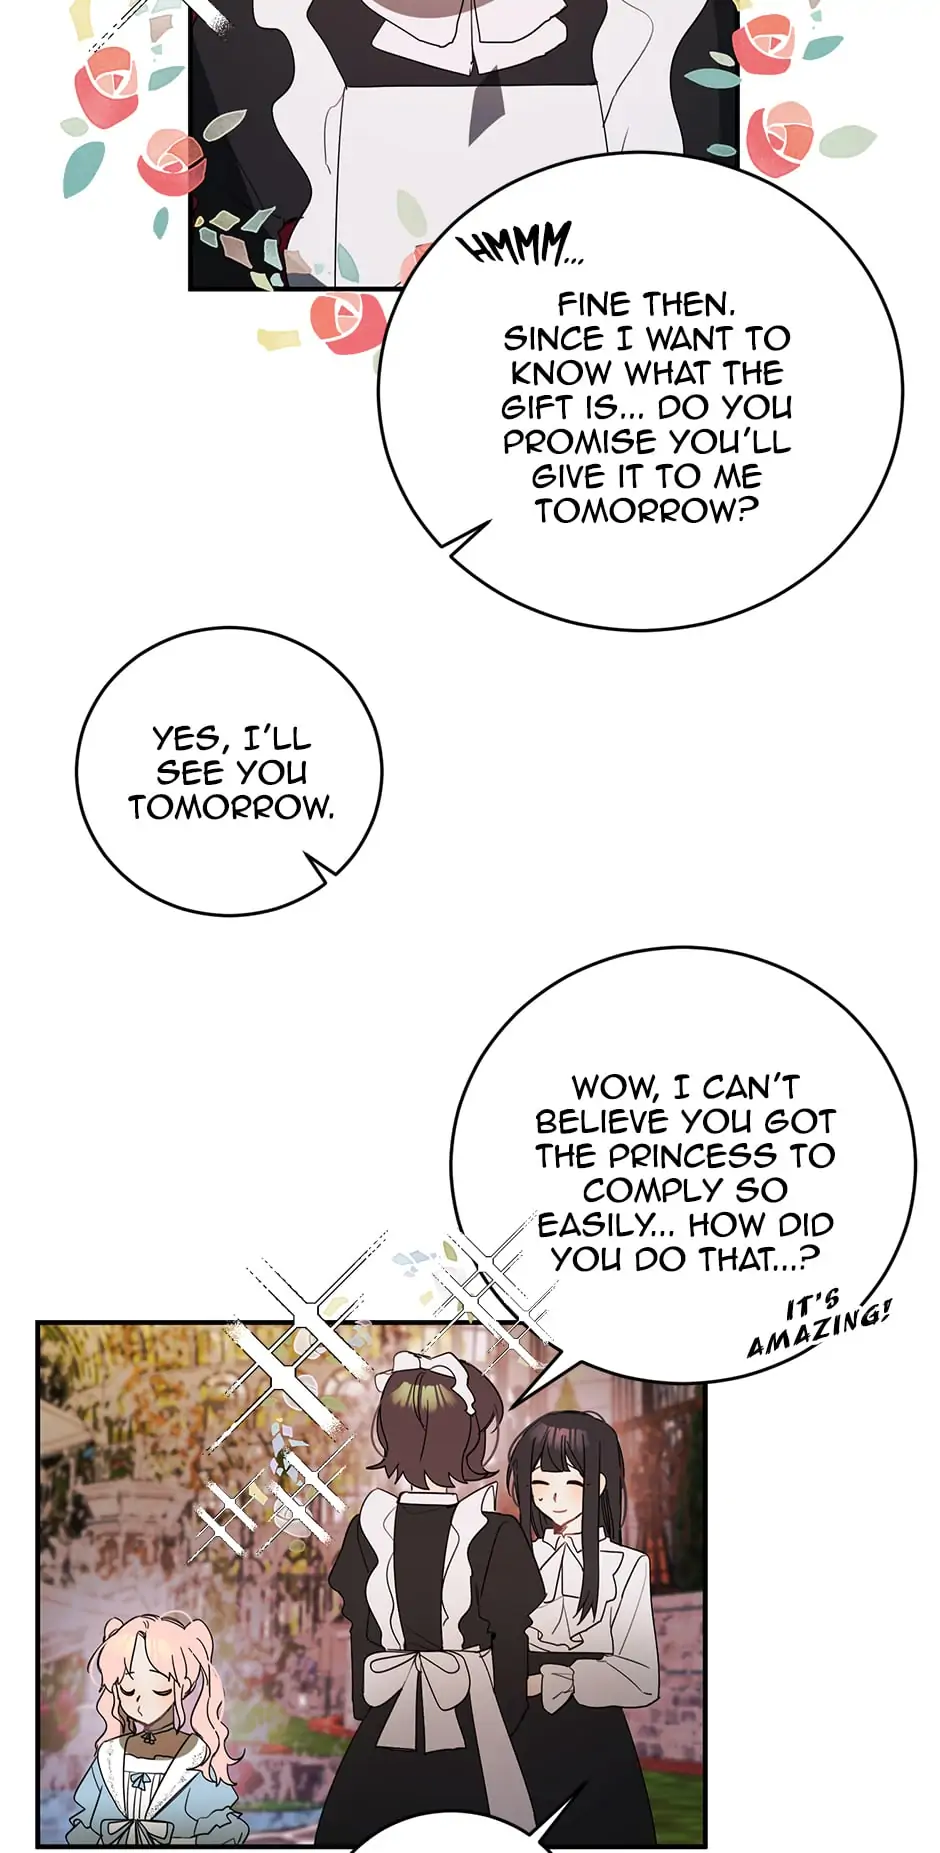 HMMM...
FINE THEN.
SINCE I WANT TO
KNOW WHAT THE
GIFT IS... DO YOU
PROMISE YOU'LL
GIVE IT TO ME
TOMORROW?
YES, I'LL
SEE YOU
TOMORROW.
WOW, I CAN'T
BELIEVE YOU GOT
THE PRINCESS TO
COMPLY SO
EASILY... HOW DID
YOU DO THAT...?
IT'S
AMAZING!